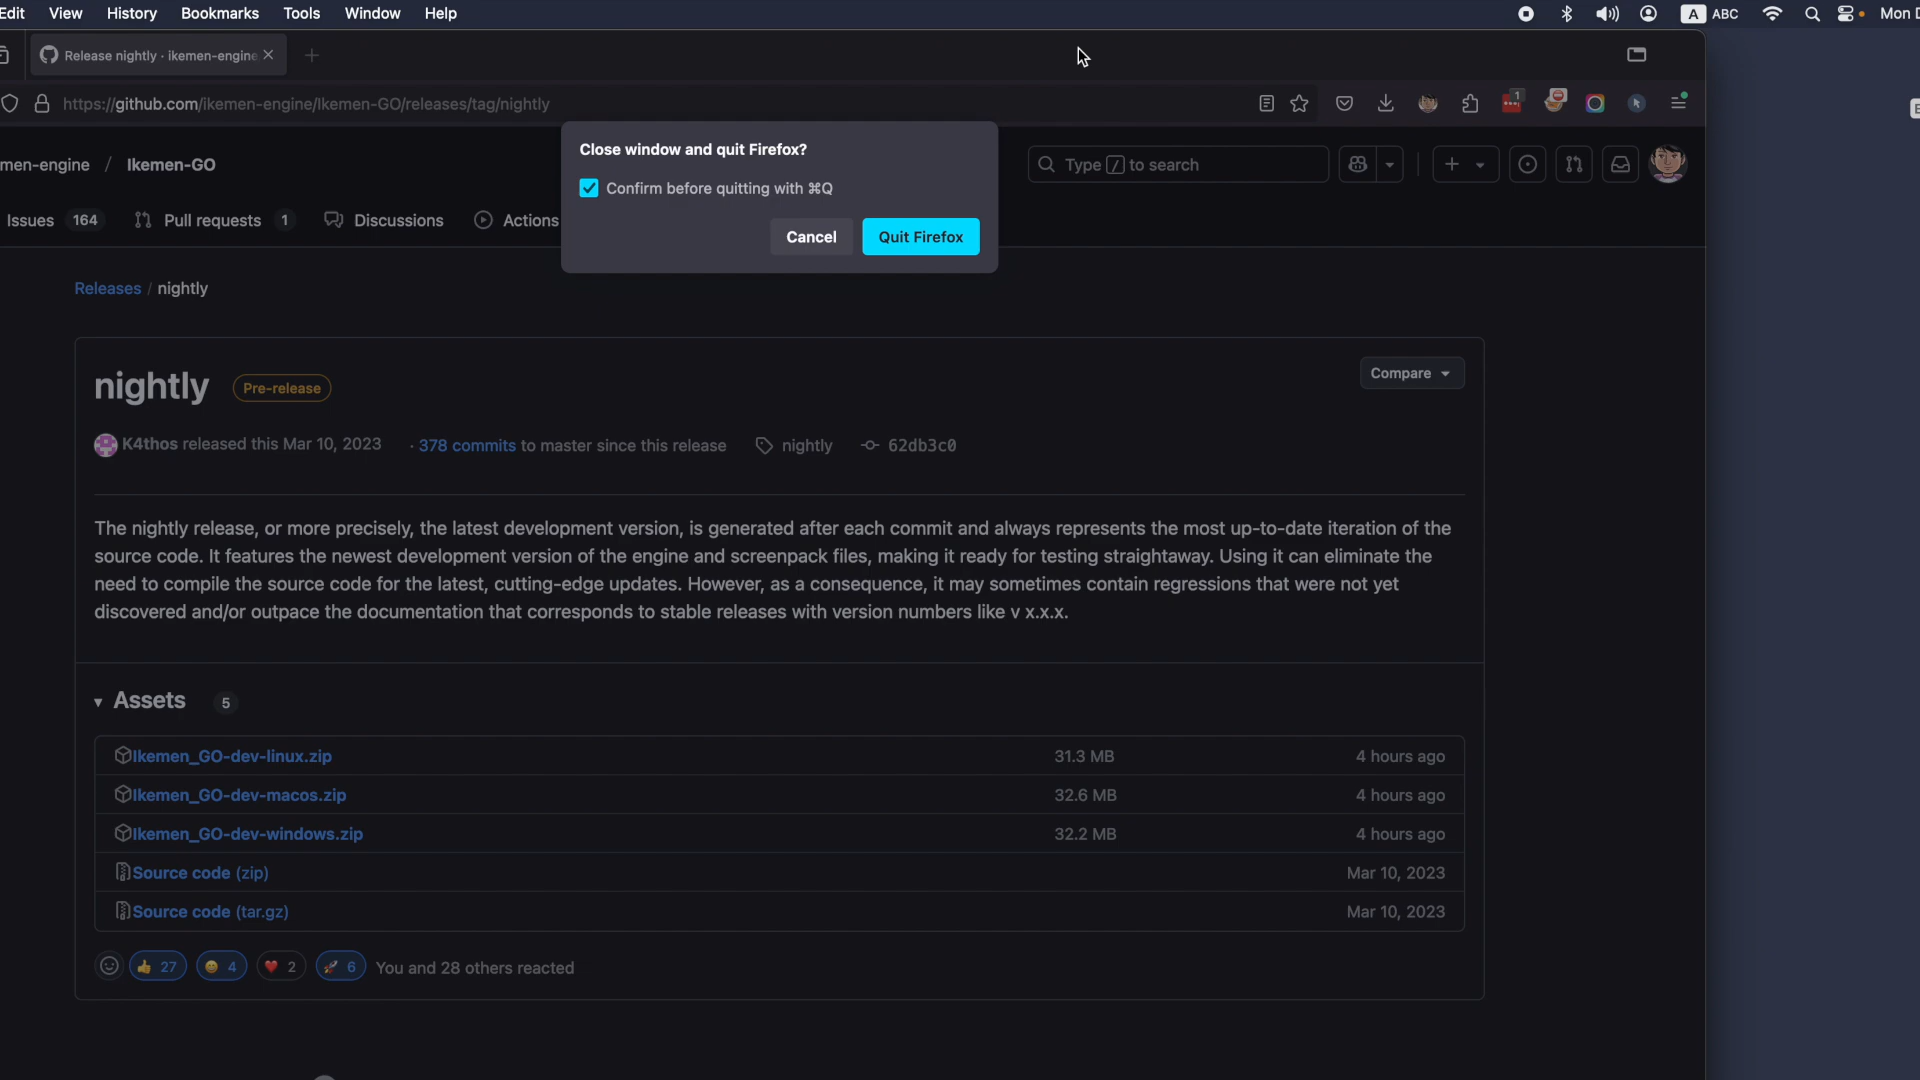 Edit View History Bookmarks Tools Window Help A ABC Mon
Release nightly · ikemen-engine
https://github.com/ikemen-engine/Ikemen-GO/releases/tag/nightly 1
Close window and quit Firefox?
Confirm before quitting with ⌘Q
Cancel Quit Firefox
men-engine / Ikemen-GO Type / to search
Issues 164 Pull requests 1 Discussions Actions
Releases / nightly
nightly Pre-release Compare
K4thos released this Mar 10, 2023 · 378 commits to master since this release nightly 62db3c0
The nightly release, or more precisely, the latest development version, is generated after each commit and always represents the most up-to-date iteration of the
source code. It features the newest development version of the engine and screenpack files, making it ready for testing straightaway. Using it can eliminate the
need to compile the source code for the latest, cutting-edge updates. However, as a consequence, it may sometimes contain regressions that were not yet
discovered and/or outpace the documentation that corresponds to stable releases with version numbers like v x.x.x.
Assets 5
Ikemen_GO-dev-linux.zip 31.3 MB 4 hours ago
Ikemen_GO-dev-macos.zip 32.6 MB 4 hours ago
Ikemen_GO-dev-windows.zip 32.2 MB 4 hours ago
Source code (zip) Mar 10, 2023
Source code (tar.gz) Mar 10, 2023
👍 27 😄 4 ❤️ 2 🚀 6 You and 28 others reacted